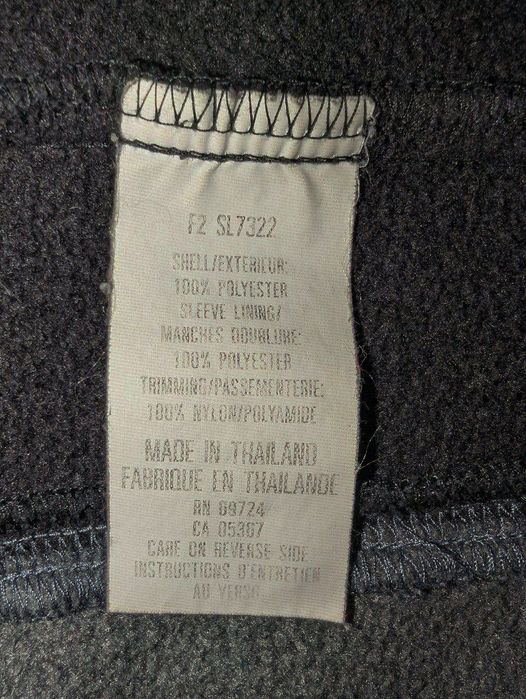 F2 SL7322
SHELL/EXTERIEUR:
100% POLYESTER
SLEEVE LINING/
MANCHES DOUBLURE:
100% POLYESTER
TRIMMING/PASSEMENTERIE:
100% NYLON/POLYAMIDE
MADE IN THAILAND
FABRIQUE EN THAILANDE
RN 09724
CA 05367
CARE ON REVERSE SIDE
INSTRUCTIONS D'ENTRETIEN
AU VERSO